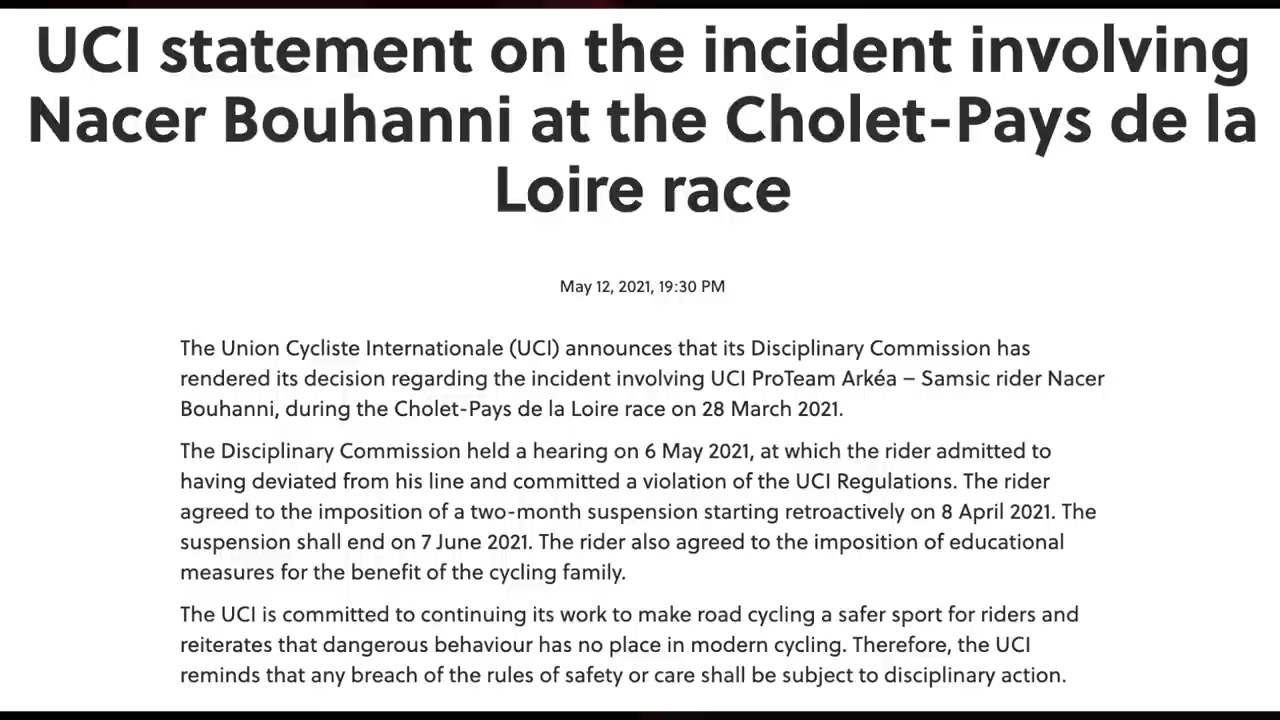 UCI statement on the incident involving
Nacer Bouhanni at the Cholet-Pays de la
Loire race
May 12, 2021, 19:30 PM
The Union Cycliste Internationale (UCI) announces that its Disciplinary Commission has
rendered its decision regarding the incident involving UCI ProTeam Arkéa – Samsic rider Nacer
Bouhanni, during the Cholet-Pays de la Loire race on 28 March 2021.
The Disciplinary Commission held a hearing on 6 May 2021, at which the rider admitted to
having deviated from his line and committed a violation of the UCI Regulations. The rider
agreed to the imposition of a two-month suspension starting retroactively on 8 April 2021. The
suspension shall end on 7 June 2021. The rider also agreed to the imposition of educational
measures for the benefit of the cycling family.
The UCI is committed to continuing its work to make road cycling a safer sport for riders and
reiterates that dangerous behaviour has no place in modern cycling. Therefore, the UCI
reminds that any breach of the rules of safety or care shall be subject to disciplinary action.